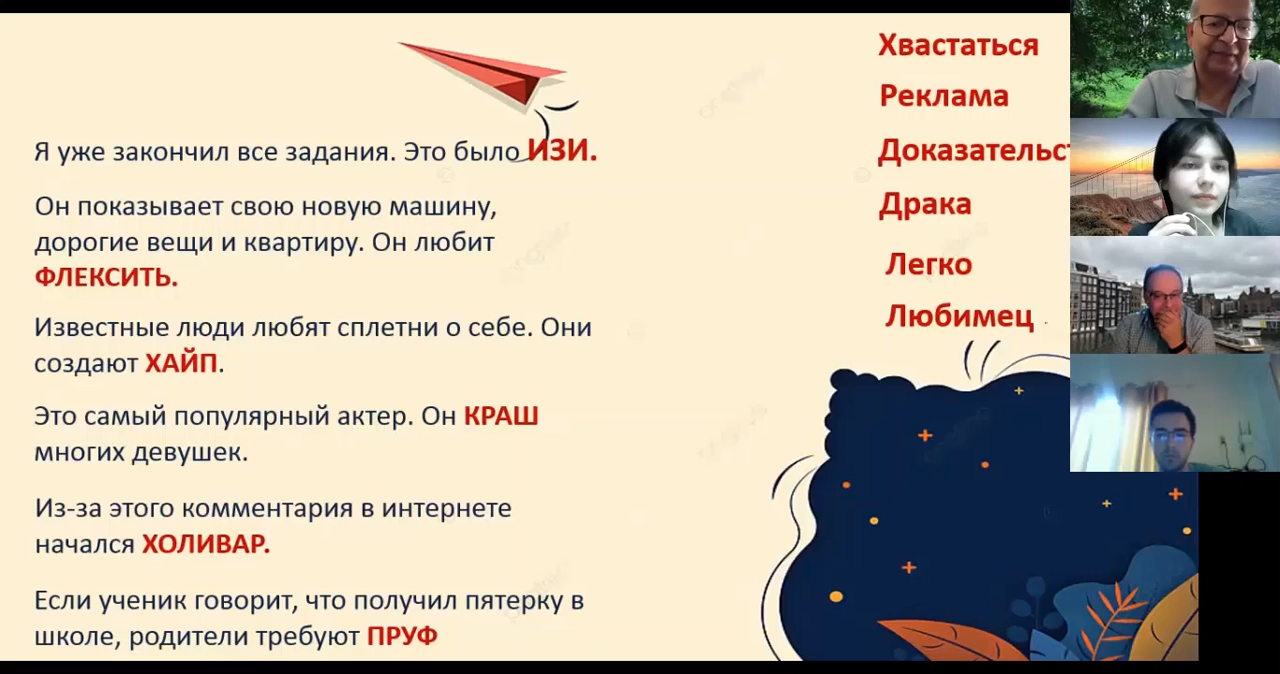 Я уже закончил все задания. Это было ИЗИ.
Он показывает свою новую машину,
дорогие вещи и квартиру. Он любит
ФЛЕКСИТЬ.
Известные люди любят сплетни о себе. Они
создают ХАЙП.
Это самый популярный актер. Он КРАШ
многих девушек.
Из-за этого комментария в интернете
начался ХОЛИВАР.
Если ученик говорит, что получил пятерку в
школе, родители требуют ПРУФ
Хвастаться
Реклама
Драка
Легко
Любимец